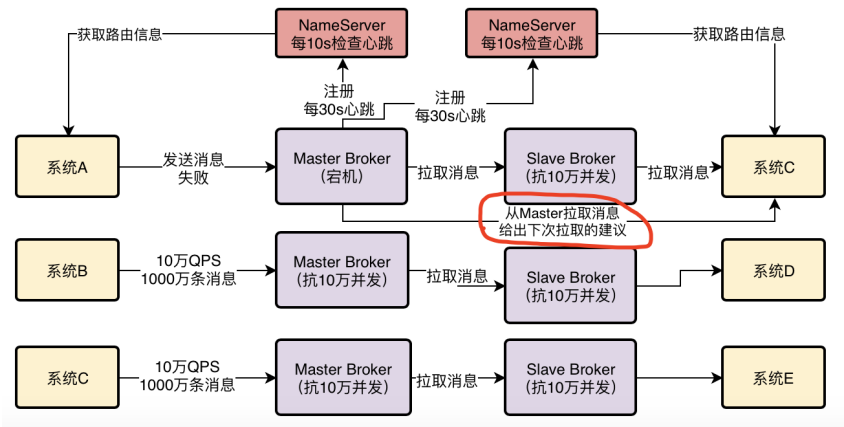 NameServer
每10s检查心跳
NameServer
每10s检查心跳
获取路由信息
获取路由信息
注册
每30s心跳
注册
每30s心跳
系统A
发送消息
失败
Master Broker
（宕机）
拉取消息
Slave Broker
（抗10万并发）
拉取消息
系统C
从Master拉取消息
给出下次拉取的建议
系统B
10万QPS
1000万条消息
Master Broker
（抗10万并发）
拉取消息
Slave Broker
（抗10万并发）
系统D
系统C
10万QPS
1000万条消息
Master Broker
（抗10万并发）
拉取消息
Slave Broker
（抗10万并发）
系统E